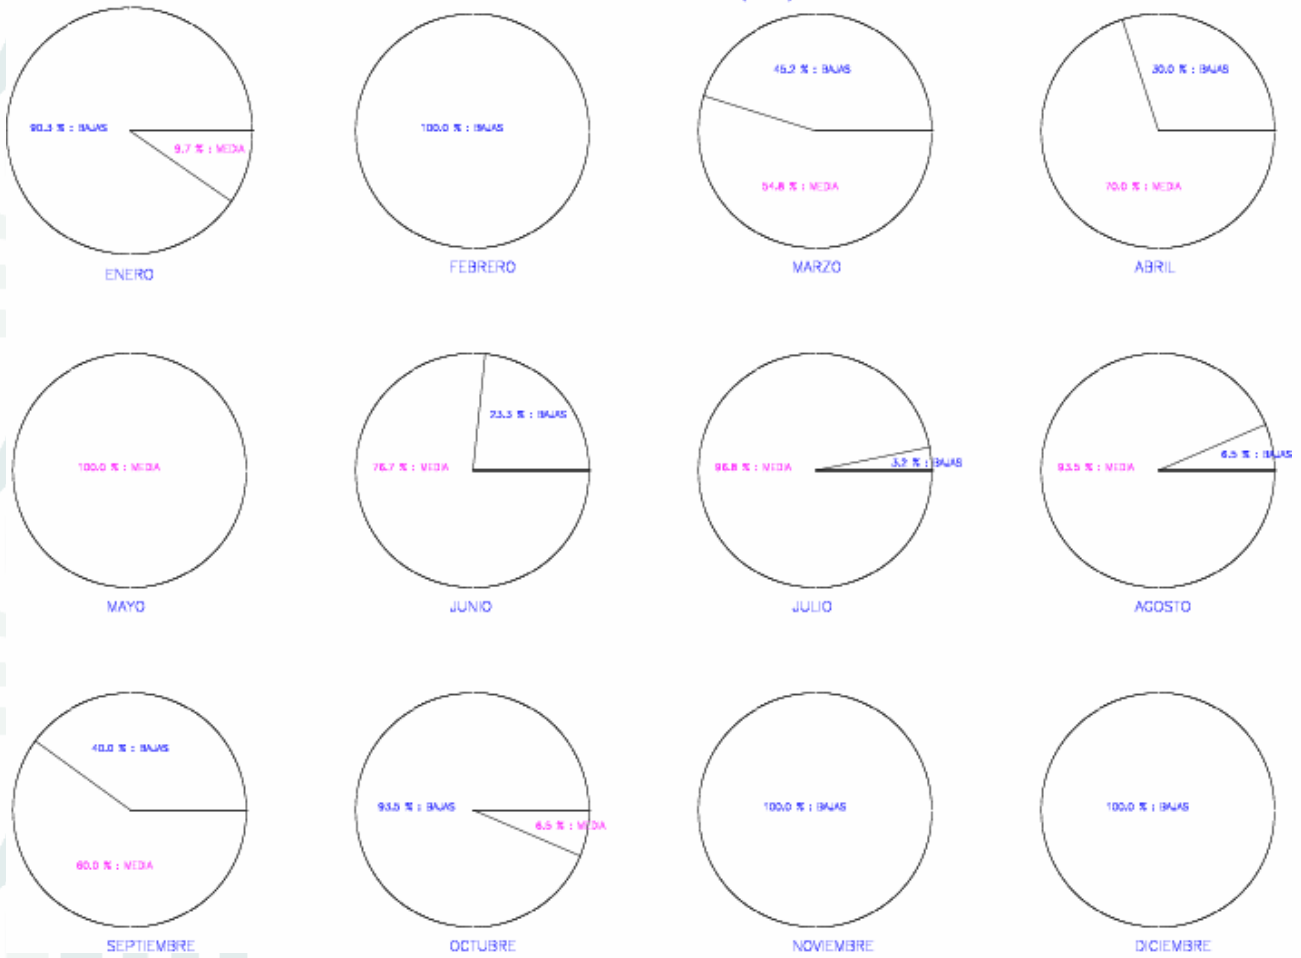 90.3 % : BAJAS
9.7 % : MEDIA
ENERO
100.0 % : BAJAS
FEBRERO
45.2 % : BAJAS
54.8 % : MEDIA
MARZO
30.0 % : BAJAS
70.0 % : MEDIA
ABRIL
100.0 % : MEDIA
MAYO
23.3 % : BAJAS
76.7 % : MEDIA
JUNIO
3.2 % : BAJAS
96.8 % : MEDIA
JULIO
6.5 % : BAJAS
93.5 % : MEDIA
AGOSTO
40.0 % : BAJAS
60.0 % : MEDIA
SEPTIEMBRE
93.5 % : BAJAS
6.5 % : MEDIA
OCTUBRE
100.0 % : BAJAS
NOVIEMBRE
100.0 % : BAJAS
DICIEMBRE